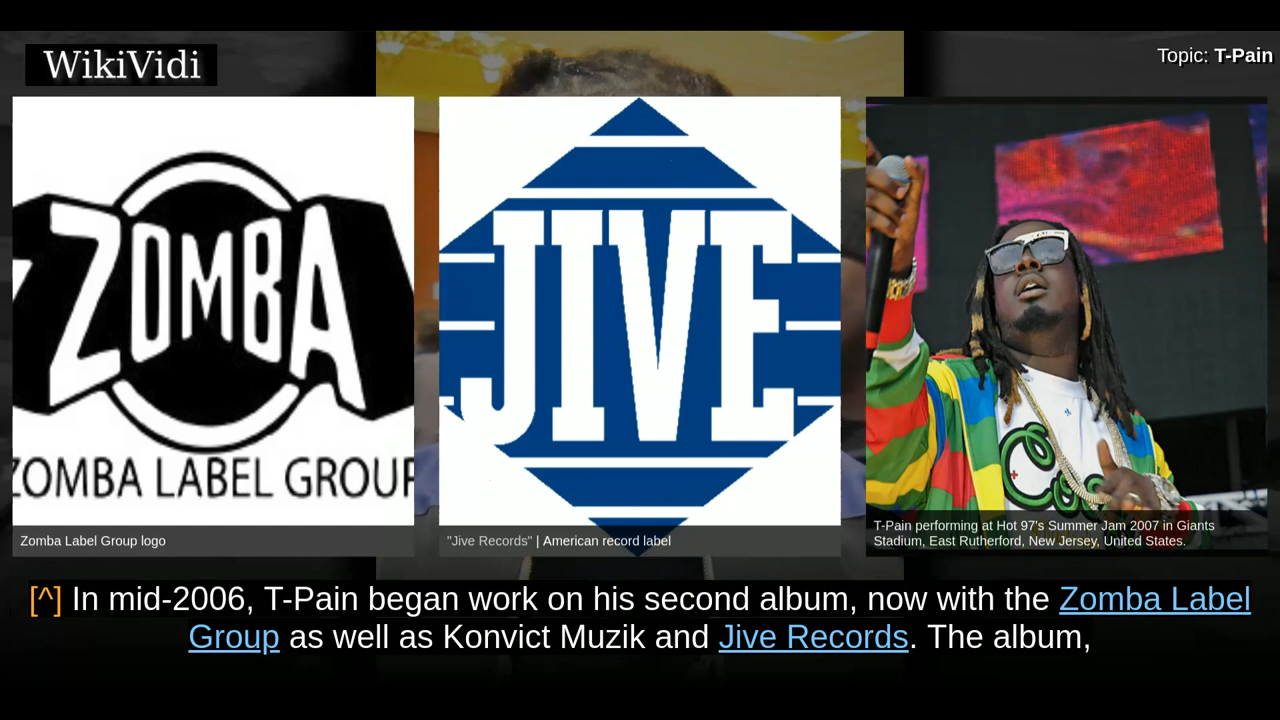 WikiVidi
Topic: T-Pain
ZOMBA
ZOMBA LABEL GROUP
Zomba Label Group logo
JIVE
"Jive Records" | American record label
T-Pain performing at Hot 97's Summer Jam 2007 in Giants
Stadium, East Rutherford, New Jersey, United States.
[^] In mid-2006, T-Pain began work on his second album, now with the Zomba Label
Group as well as Konvict Muzik and Jive Records. The album,